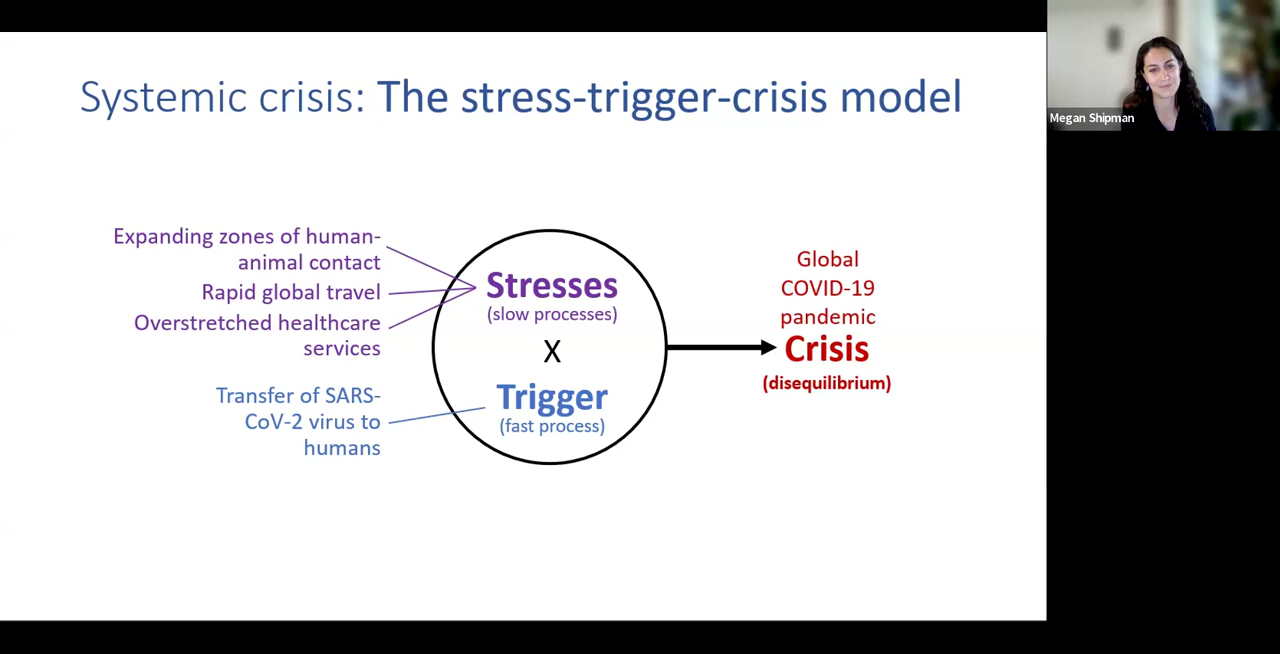 Systemic crisis: The stress-trigger-crisis model
Megan Shipman
Expanding zones of human-
animal contact
Rapid global travel
Overstretched healthcare
services
Transfer of SARS-
CoV-2 virus to
humans
Stresses
(slow processes)
X
Trigger
(fast process)
Global
COVID-19
pandemic
Crisis
(disequilibrium)